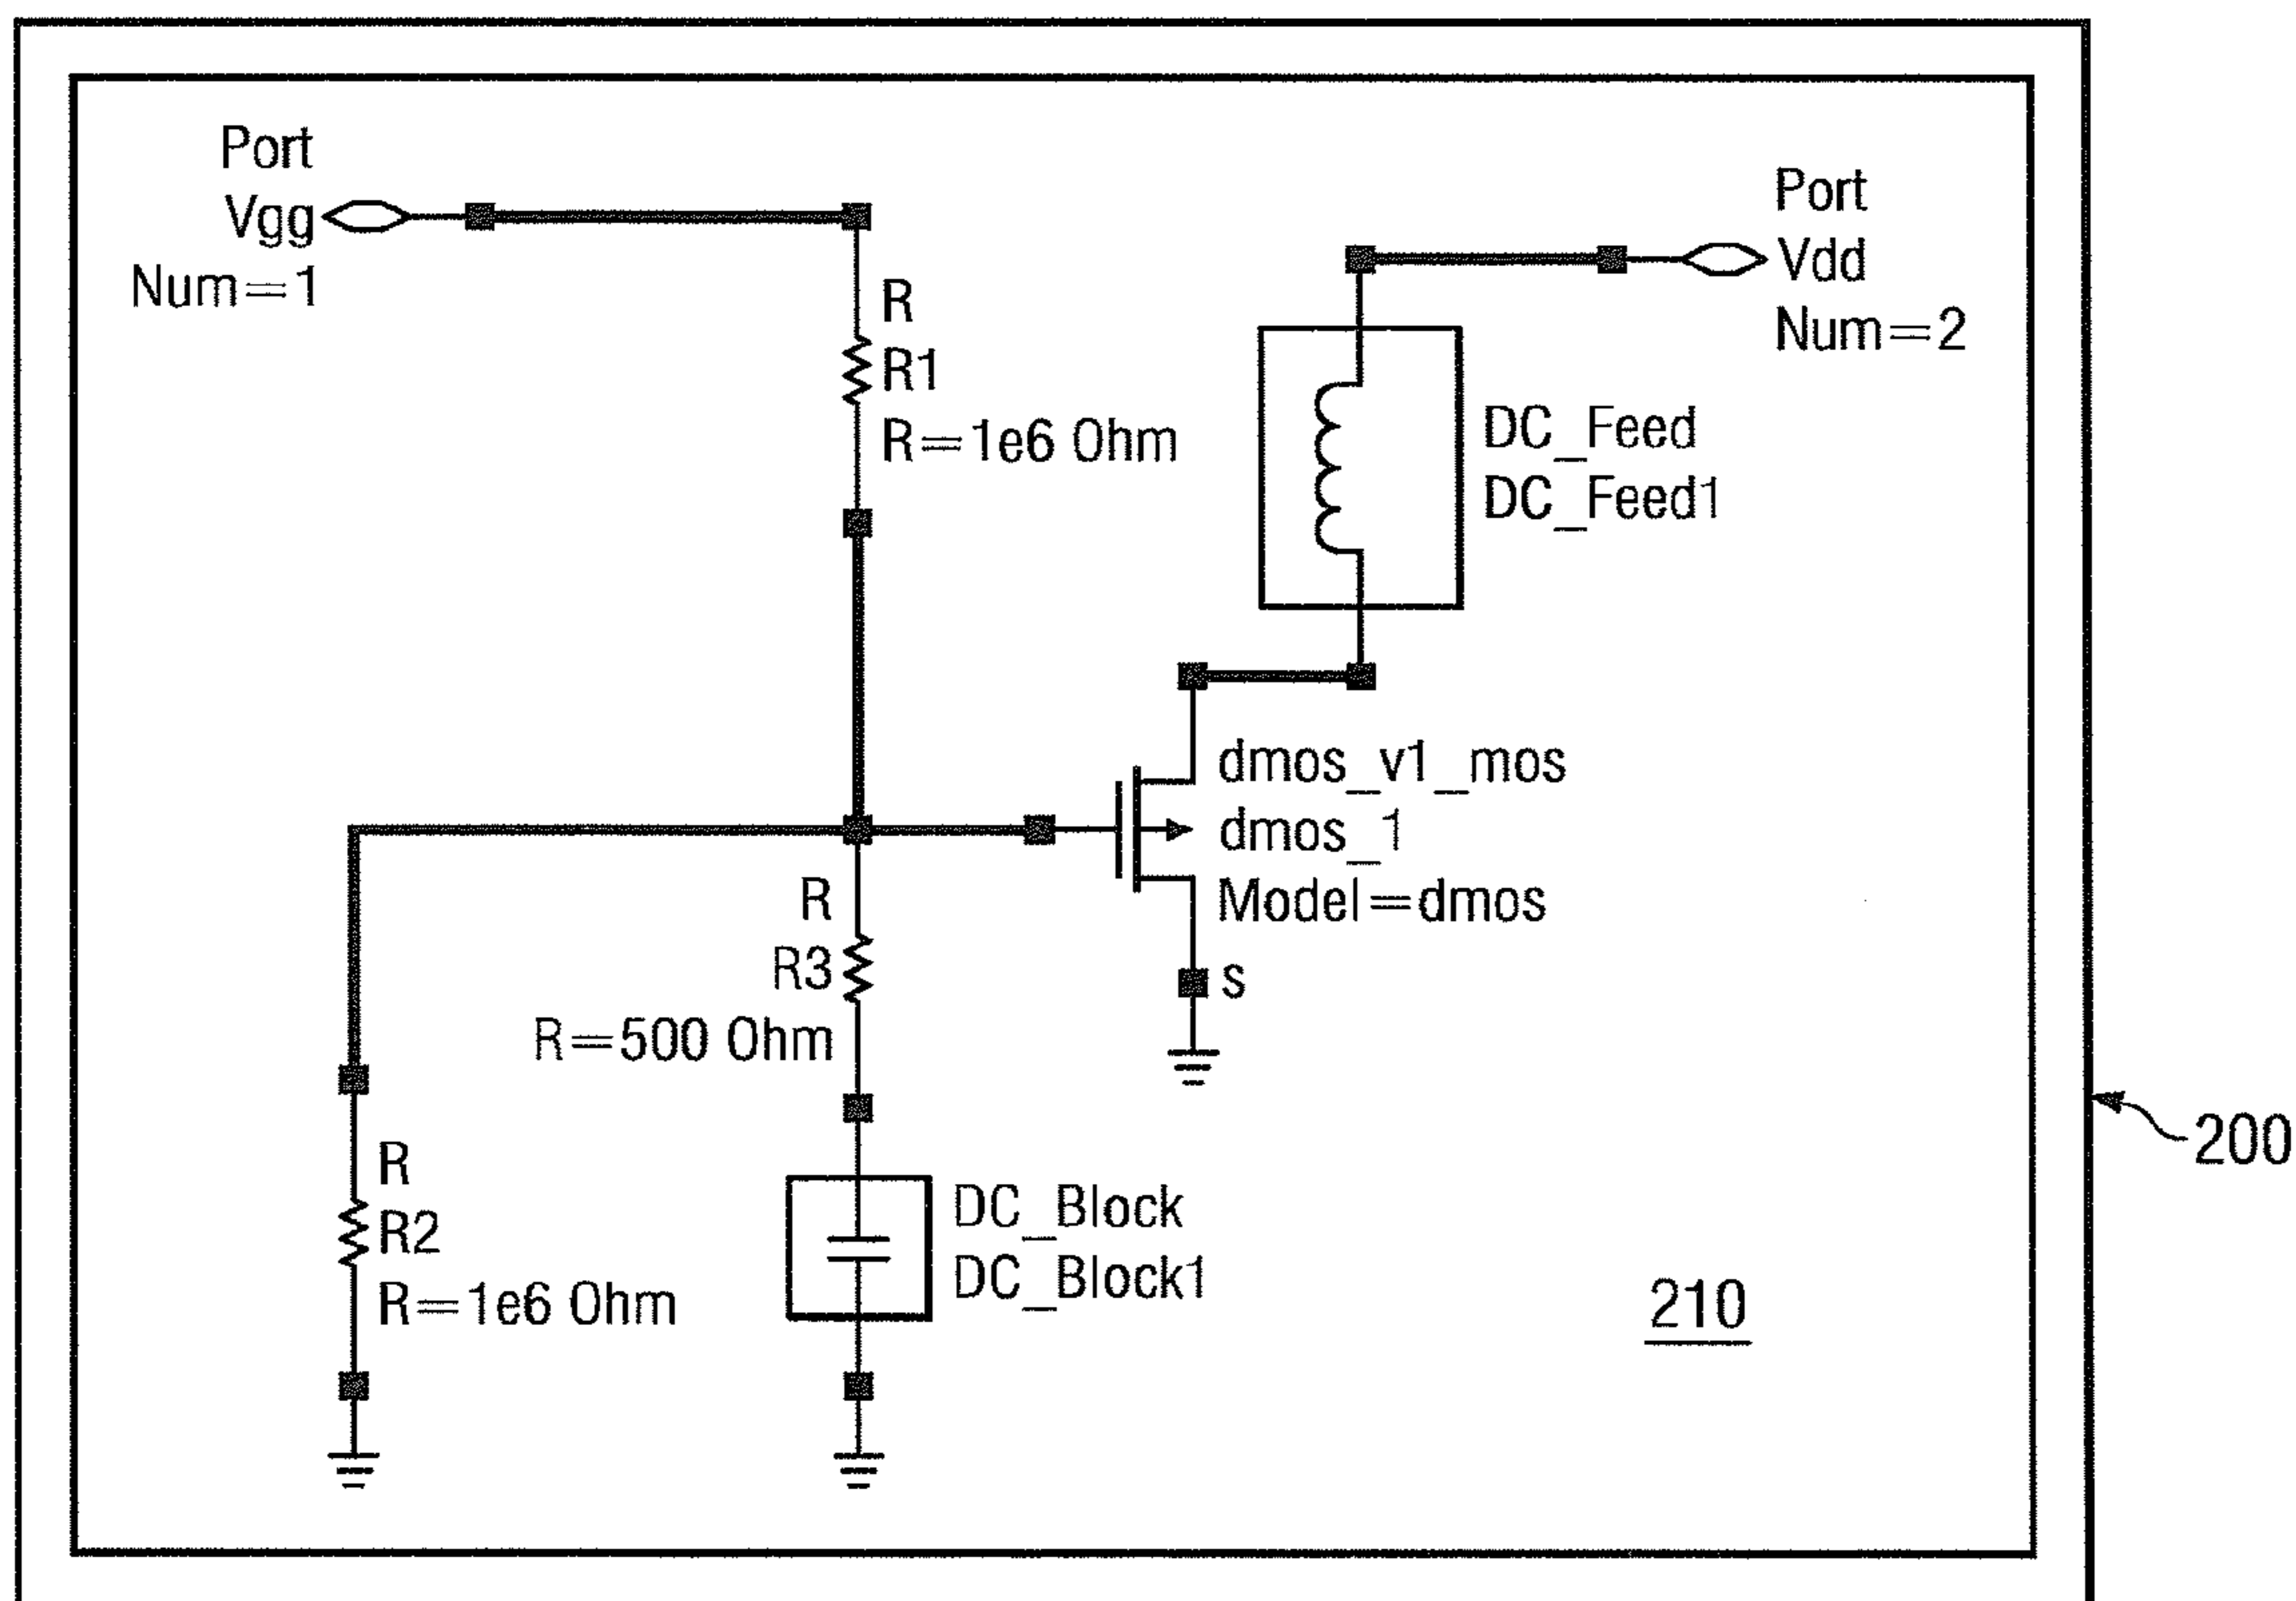 Port
Vgg
Num=1
Port
Vdd
Num=2
R
R1
R=1e6 Ohm
DC_Feed
DC_Feed1
dmos_v1_mos
dmos_1
Model=dmos
s
R
R3
R=500 Ohm
R
R2
R=1e6 Ohm
DC_Block
DC_Block1
210
200